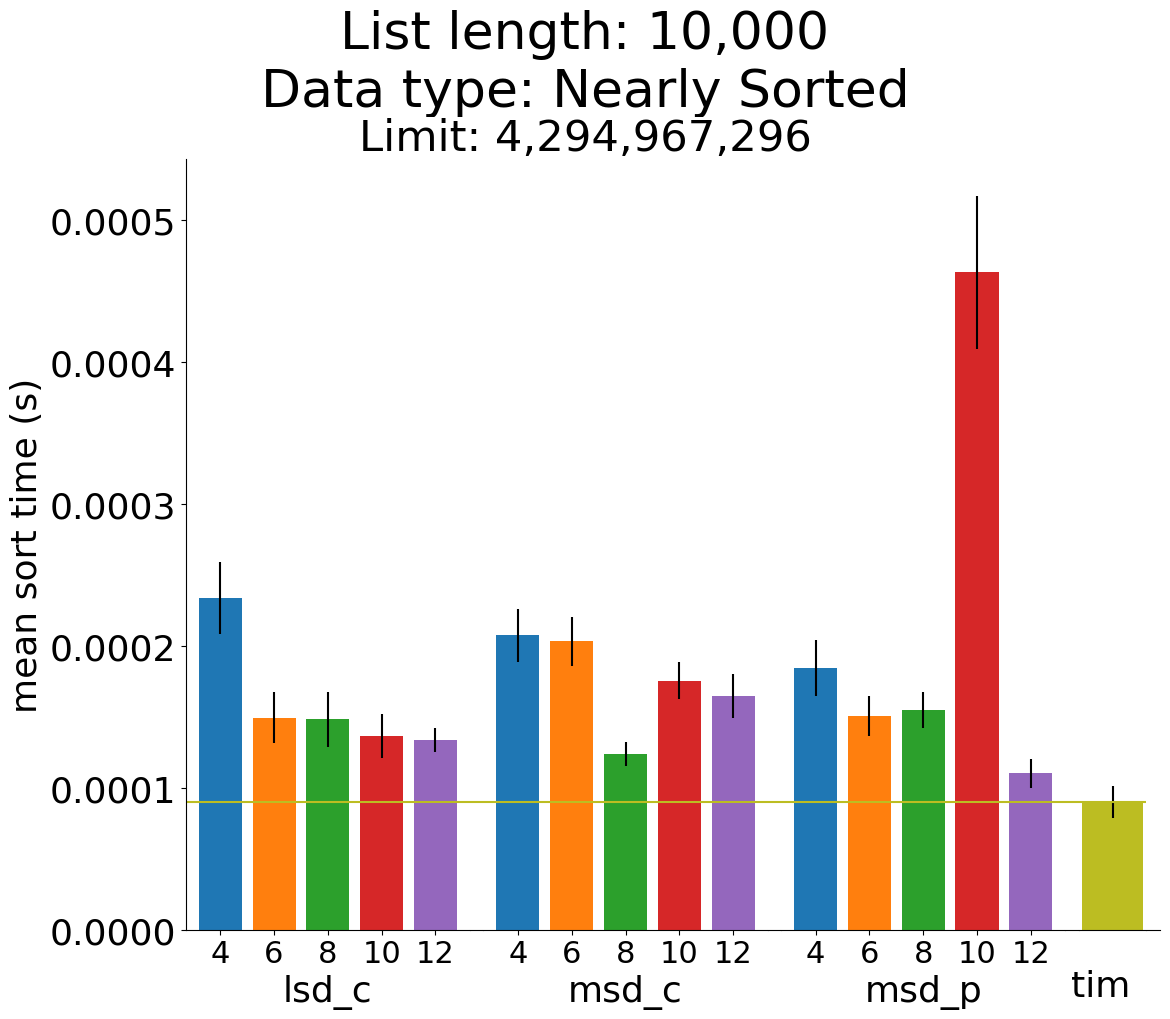 List length: 10,000
Data type: Nearly Sorted
Limit: 4,294,967,296
mean sort time (s)
0.0005
0.0004
0.0003
0.0002
0.0001
0.0000
4 6 8 10 12 4 6 8 10 12 4 6 8 10 12
lsd_c msd_c msd_p tim